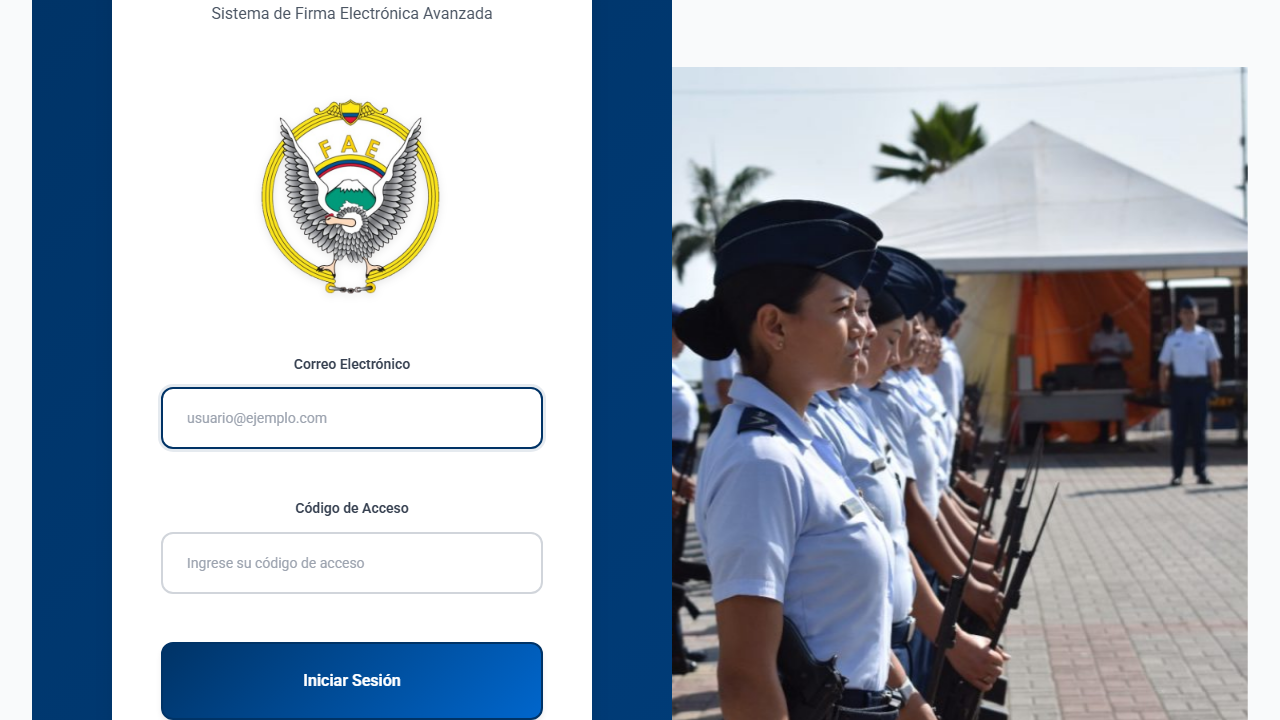 Sistema de Firma Electrónica Avanzada
FAE
Correo Electrónico
usuario@ejemplo.com
Código de Acceso
Ingrese su código de acceso
Iniciar Sesión